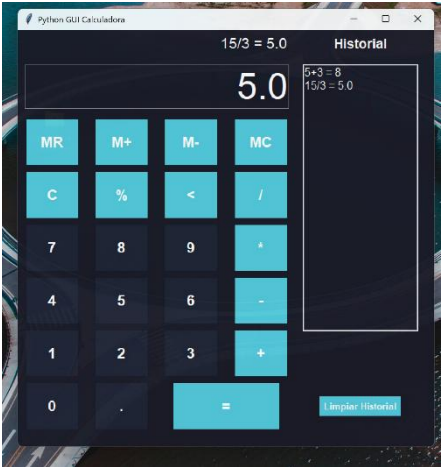 Python GUI Calculadora
15/3 = 5.0
Historial
5.0
5+3 = 8
15/3 = 5.0
MR M+ M- MC
C % < /
7 8 9 *
4 5 6 -
1 2 3 +
0 . =
Limpiar Historial